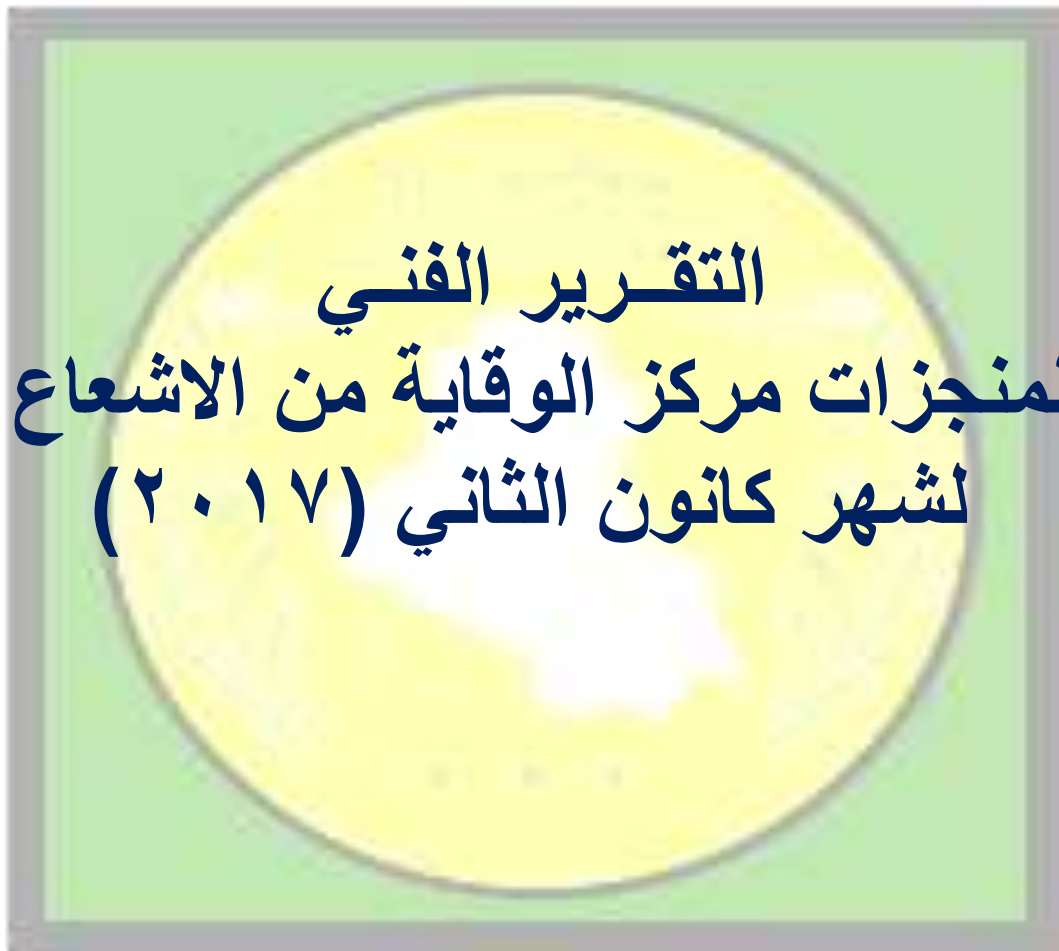 التقــرير الفنــي
لمنجزات مركز الوقاية من الاشعاع
لشهر كانون الثاني (٢٠١٧)